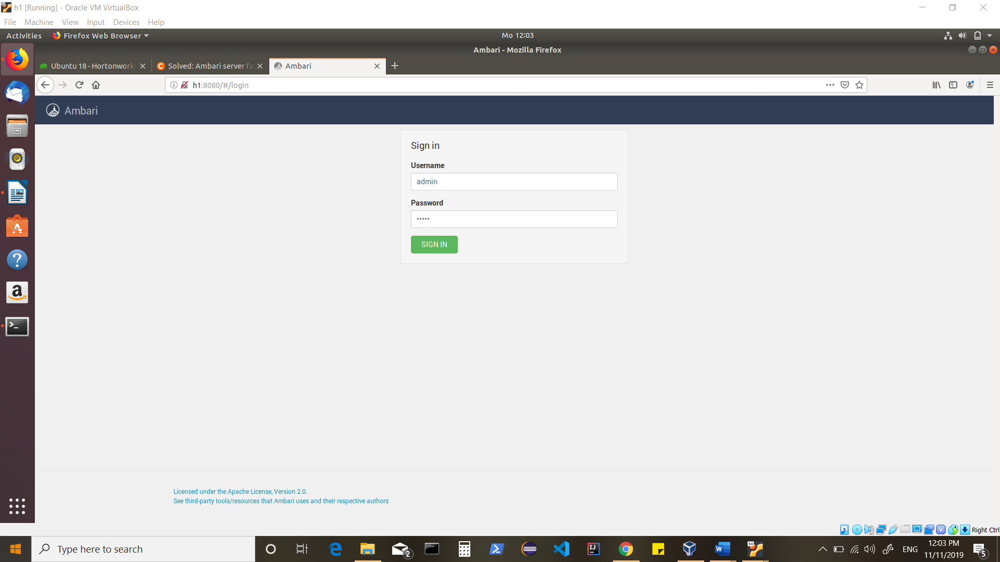 h1 [Running] - Oracle VM VirtualBox
File Machine View Input Devices Help
Activities Firefox Web Browser Mo 12:03
Ambari - Mozilla Firefox
Ubuntu 18 - Hortonworks Solved: Ambari server fa Ambari
h1:8080/#/login
Ambari
Sign in
Username
admin
Password
•••••
SIGN IN
Licensed under the Apache License, Version 2.0.
See third-party tools/resources that Ambari uses and their respective authors
Right Ctrl
Type here to search
2
ENG
12:03 PM
11/11/2019
5